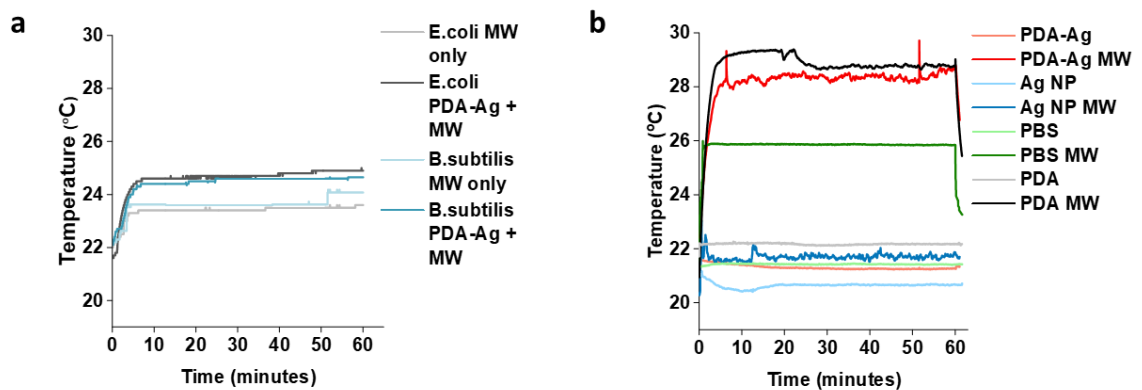 a
30
28
26
24
22
20
Temperature (°C)
0 10 20 30 40 50 60
Time (minutes)
E.coli MW
only
E.coli
PDA-Ag +
MW
B.subtilis
MW only
B.subtilis
PDA-Ag +
MW
b
30
28
26
24
22
20
Temperature (°C)
0 10 20 30 40 50 60
Time (minutes)
PDA-Ag
PDA-Ag MW
Ag NP
Ag NP MW
PBS
PBS MW
PDA
PDA MW